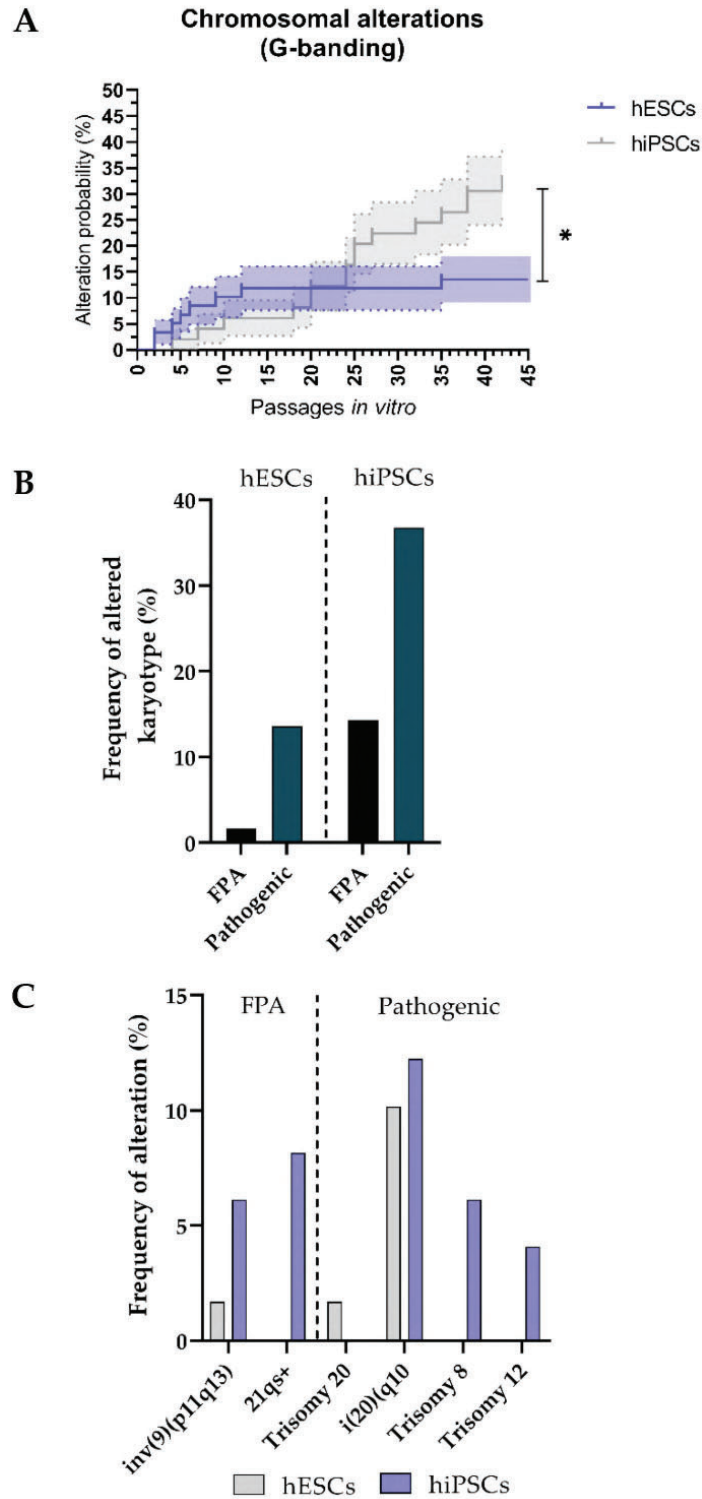 A
Chromosomal alterations
(G-banding)
Alteration probability (%)
50
45
40
35
30
25
20
15
10
5
0
0
5
10
15
20
25
30
35
40
45
Passages in vitro
hESCs
hiPSCs
*
B
hESCs
hiPSCs
Frequency of altered
karyotype (%)
40
30
20
10
0
FPA
Pathogenic
FPA
Pathogenic
C
FPA
Pathogenic
Frequency of alteration (%)
15
10
5
0
inv(9)(p11q13)
21qs+
Trisomy 20
i(20)(q10
Trisomy 8
Trisomy 12
hESCs
hiPSCs